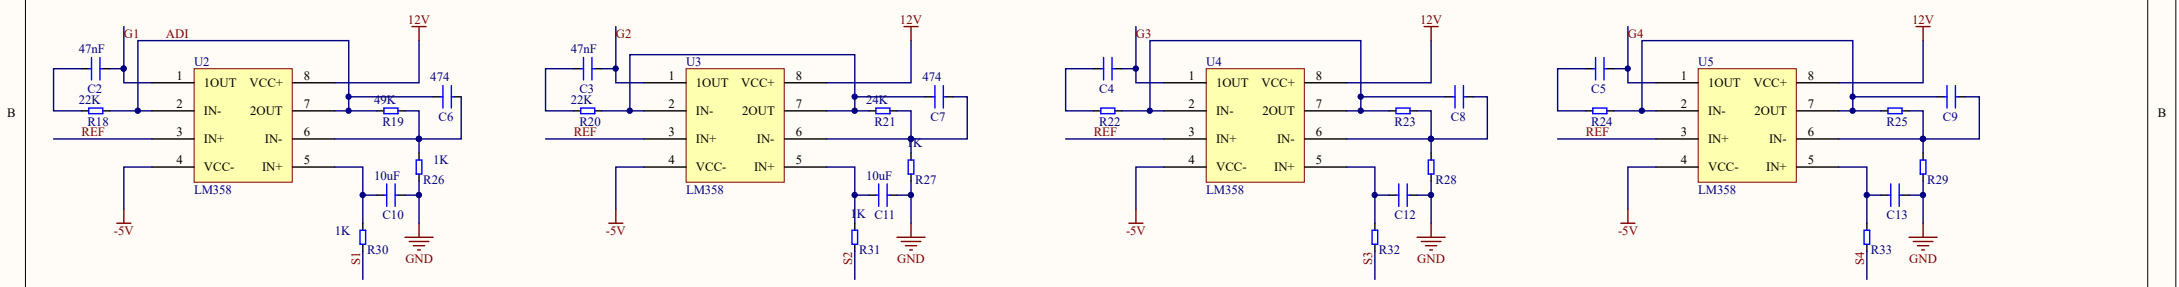 B
G1
ADI
12V
47nF
C2
22K
R18
REF
-5V
U2
1 1OUT VCC+ 8
2 IN- 2OUT 7
3 IN+ IN- 6
4 VCC- IN+ 5
LM358
474
C6
49K
R19
1K
R26
10uF
C10
1K
R30
S1
GND
G2
12V
47nF
C3
22K
R20
REF
-5V
U3
1 1OUT VCC+ 8
2 IN- 2OUT 7
3 IN+ IN- 6
4 VCC- IN+ 5
LM358
474
C7
24K
R21
1K
R27
10uF
C11
1K
R31
S2
GND
G3
12V
C4
R22
REF
-5V
U4
1 1OUT VCC+ 8
2 IN- 2OUT 7
3 IN+ IN- 6
4 VCC- IN+ 5
LM358
C8
R23
R28
C12
R32
S3
GND
G4
12V
C5
R24
REF
-5V
U5
1 1OUT VCC+ 8
2 IN- 2OUT 7
3 IN+ IN- 6
4 VCC- IN+ 5
LM358
C9
R25
R29
C13
R33
S4
GND
B